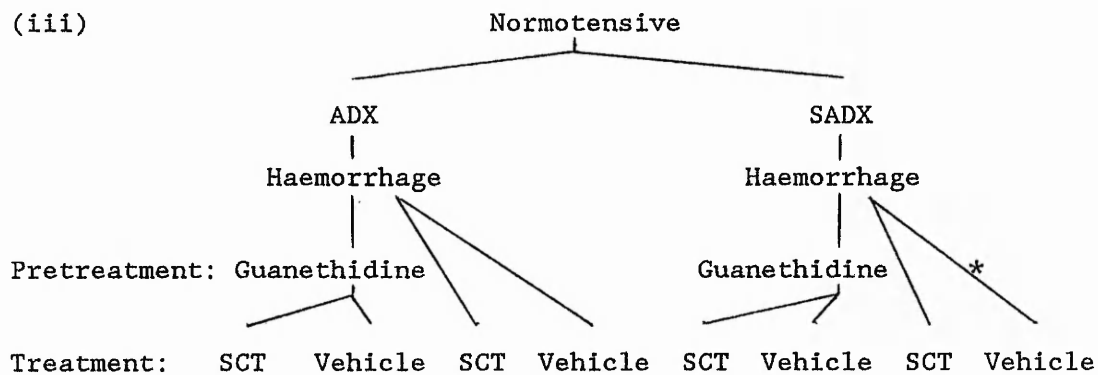 (iii) Normotensive
ADX SADX
Haemorrhage Haemorrhage
Pretreatment: Guanethidine Guanethidine
*
Treatment: SCT Vehicle SCT Vehicle SCT Vehicle SCT Vehicle